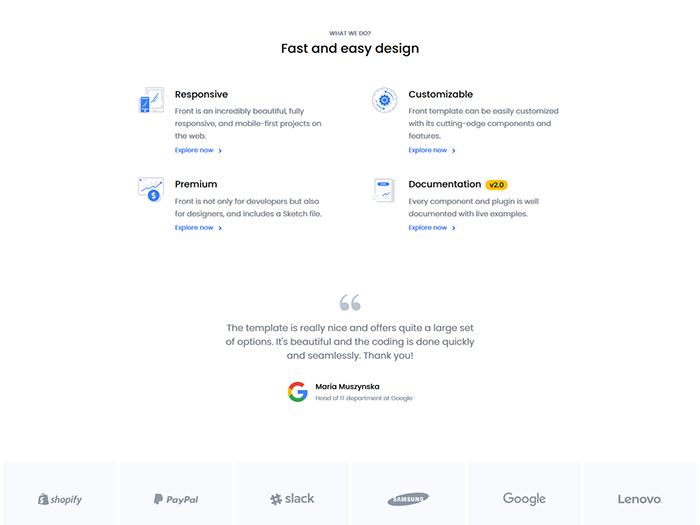 WHAT WE DO?
Fast and easy design
Responsive
Front is an incredibly beautiful, fully
responsive, and mobile-first projects on
the web.
Explore now
Customizable
Front template can be easily customized
with its cutting-edge components and
features.
Explore now
Premium
Front is not only for developers but also
for designers, and includes a Sketch file.
Explore now
Documentation v2.0
Every component and plugin is well
documented with live examples.
Explore now
The template is really nice and offers quite a large set
of options. It's beautiful and the coding is done quickly
and seamlessly. Thank you!
Maria Muszynska
Head of IT department at Google
shopify
PayPal
slack
SAMSUNG
Google
Lenovo